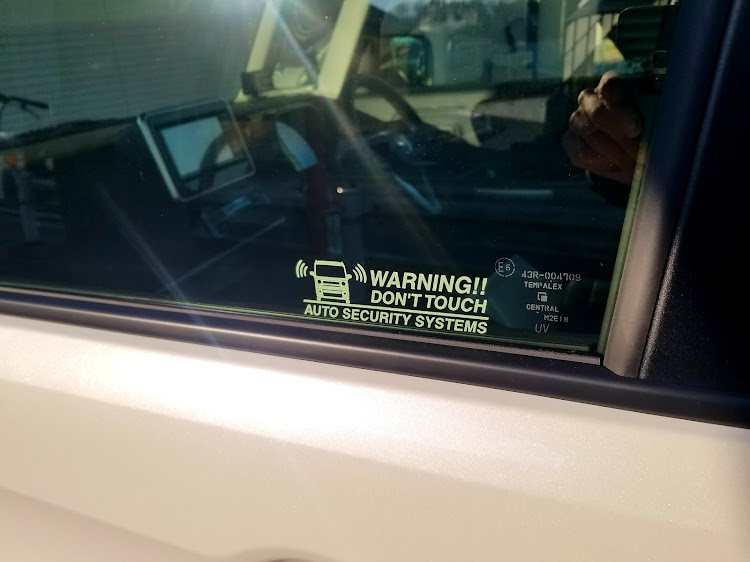 WARNING!!
DON'T TOUCH
AUTO SECURITY SYSTEMS
E6 43R-004709
TEMPALEX
CENTRAL
M2E18
UV